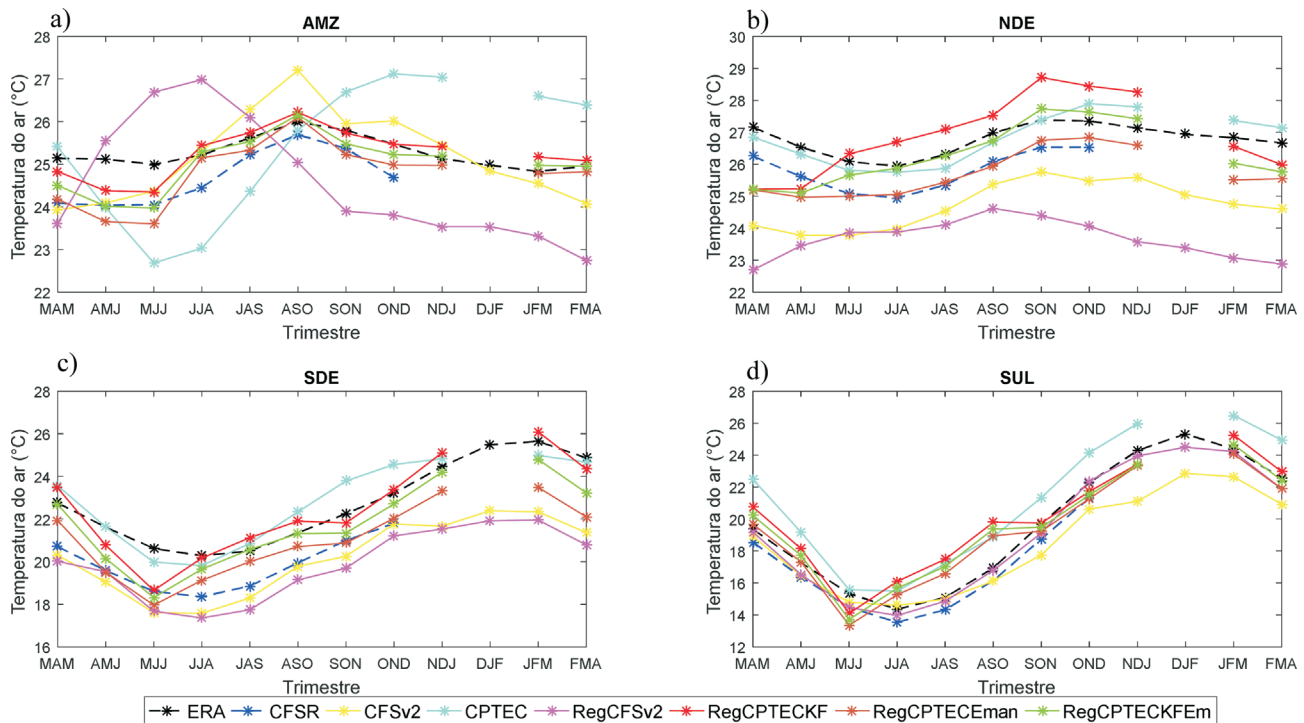 a)
AMZ
Temperatura do ar (°C)
28
27
26
25
24
23
22
MAM AMJ MJJ JJA JAS ASO SON OND NDJ DJF JFM FMA
Trimestre
b)
NDE
Temperatura do ar (°C)
30
29
28
27
26
25
24
23
22
MAM AMJ MJJ JJA JAS ASO SON OND NDJ DJF JFM FMA
Trimestre
c)
SDE
Temperatura do ar (°C)
28
26
24
22
20
18
16
MAM AMJ MJJ JJA JAS ASO SON OND NDJ DJF JFM FMA
Trimestre
d)
SUL
Temperatura do ar (°C)
28
26
24
22
20
18
16
14
12
MAM AMJ MJJ JJA JAS ASO SON OND NDJ DJF JFM FMA
Trimestre
ERA CFSR CFSv2 CPTEC RegCFSv2 RegCPTECKF RegCPTECEman RegCPTECKFEm